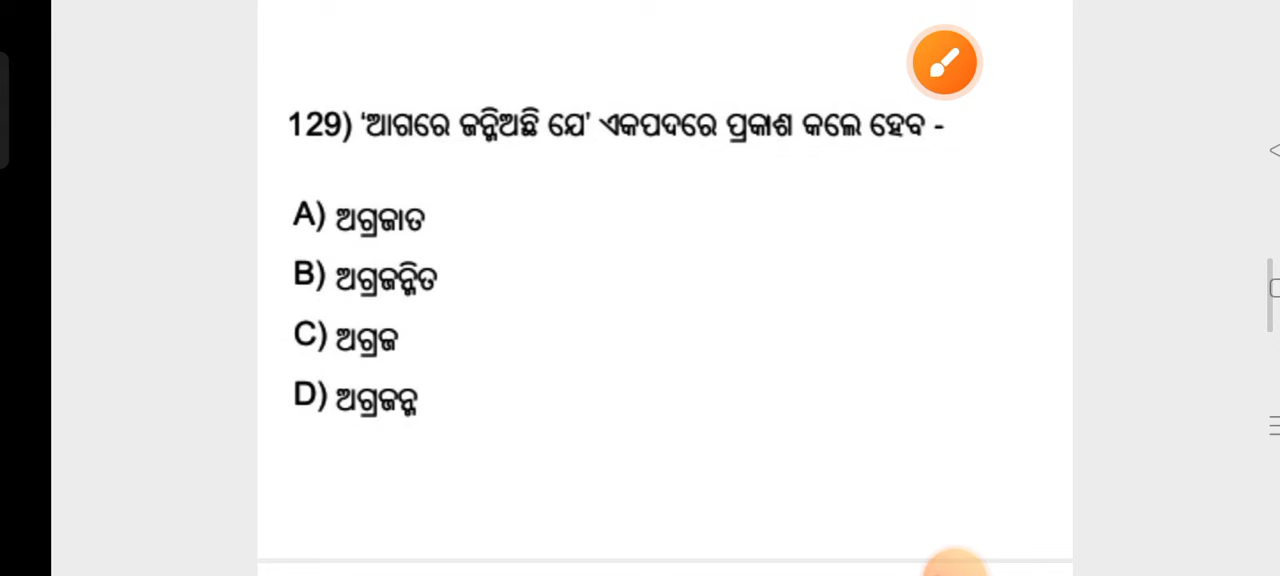 129) ‘ଆଗରେ ଜନ୍ମିଅଛି ଯେ’ ଏକପଦରେ ପ୍ରକାଶ କଲେ ହେବ -
A) ଅଗ୍ରଜାତ
B) ଅଗ୍ରଜନ୍ମିତ
C) ଅଗ୍ରଜ
D) ଅଗ୍ରଜନ୍ମ